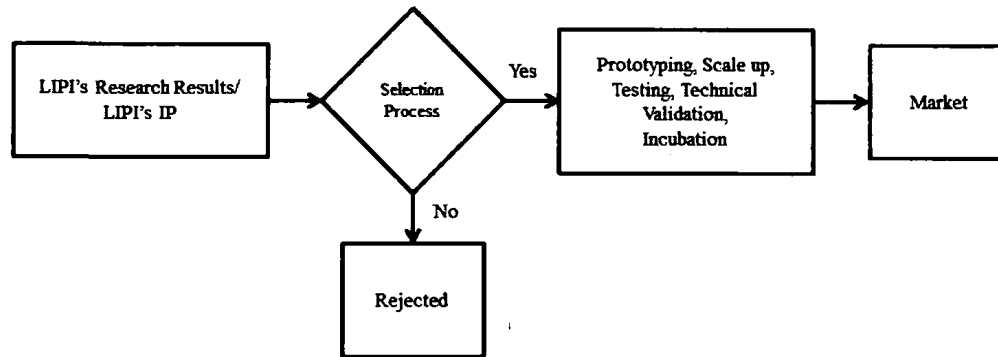 LIPI's Research Results/
LIPI's IP
Selection
Process
Yes
Prototyping, Scale up,
Testing, Technical
Validation,
Incubation
Market
No
Rejected